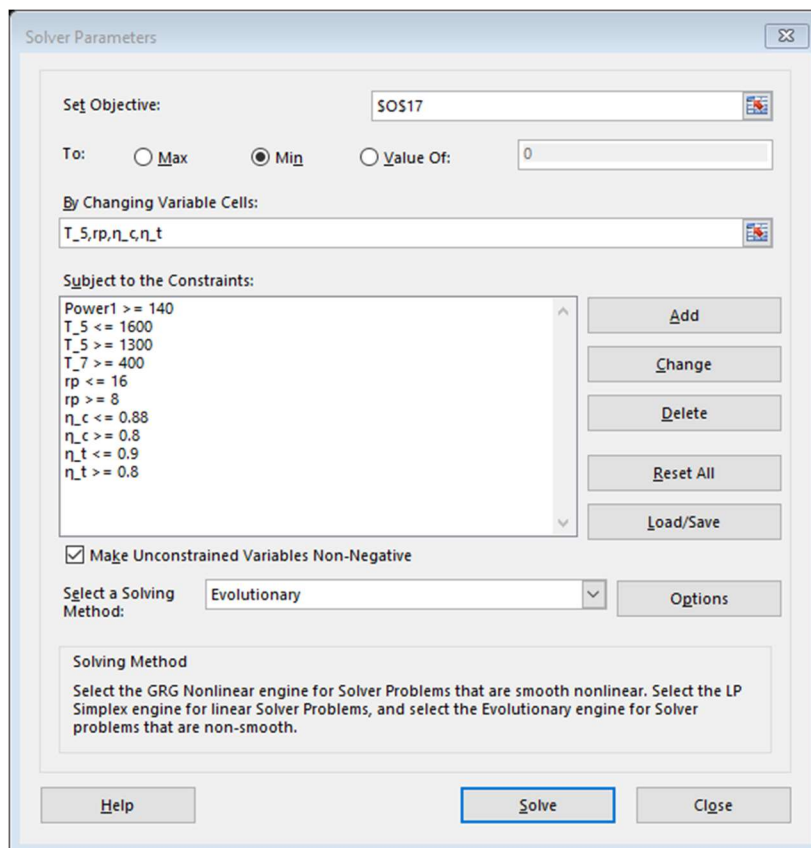 Solver Parameters
Set Objective: $O$17
To: Max Min Value Of: 0
By Changing Variable Cells:
T_5,rp,η_c,η_t
Subject to the Constraints:
Power1 >= 140
T_5 <= 1600
T_5 >= 1300
T_7 >= 400
rp <= 16
rp >= 8
η_c <= 0.88
η_c >= 0.8
η_t <= 0.9
η_t >= 0.8
Add
Change
Delete
Reset All
Load/Save
Make Unconstrained Variables Non-Negative
Select a Solving Method: Evolutionary Options
Solving Method
Select the GRG Nonlinear engine for Solver Problems that are smooth nonlinear. Select the LP
Simplex engine for linear Solver Problems, and select the Evolutionary engine for Solver
problems that are non-smooth.
Help Solve Close